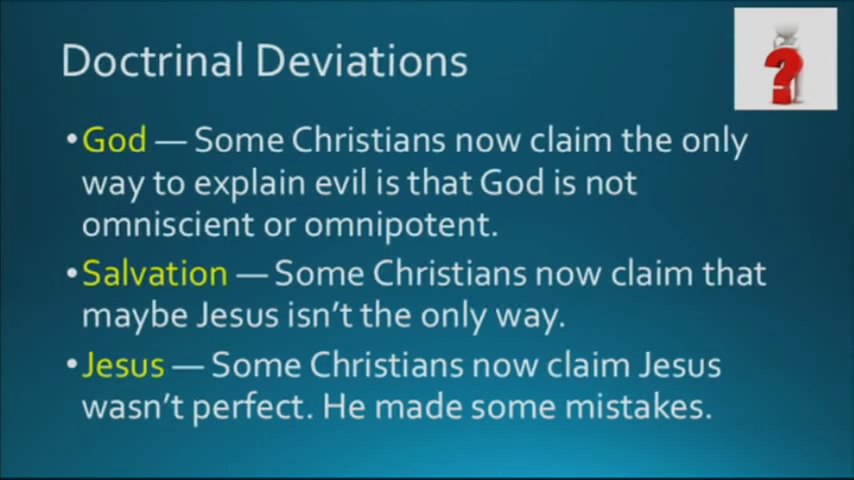 Doctrinal Deviations
•God — Some Christians now claim the only
way to explain evil is that God is not
omniscient or omnipotent.
•Salvation — Some Christians now claim that
maybe Jesus isn't the only way.
•Jesus — Some Christians now claim Jesus
wasn't perfect. He made some mistakes.
?